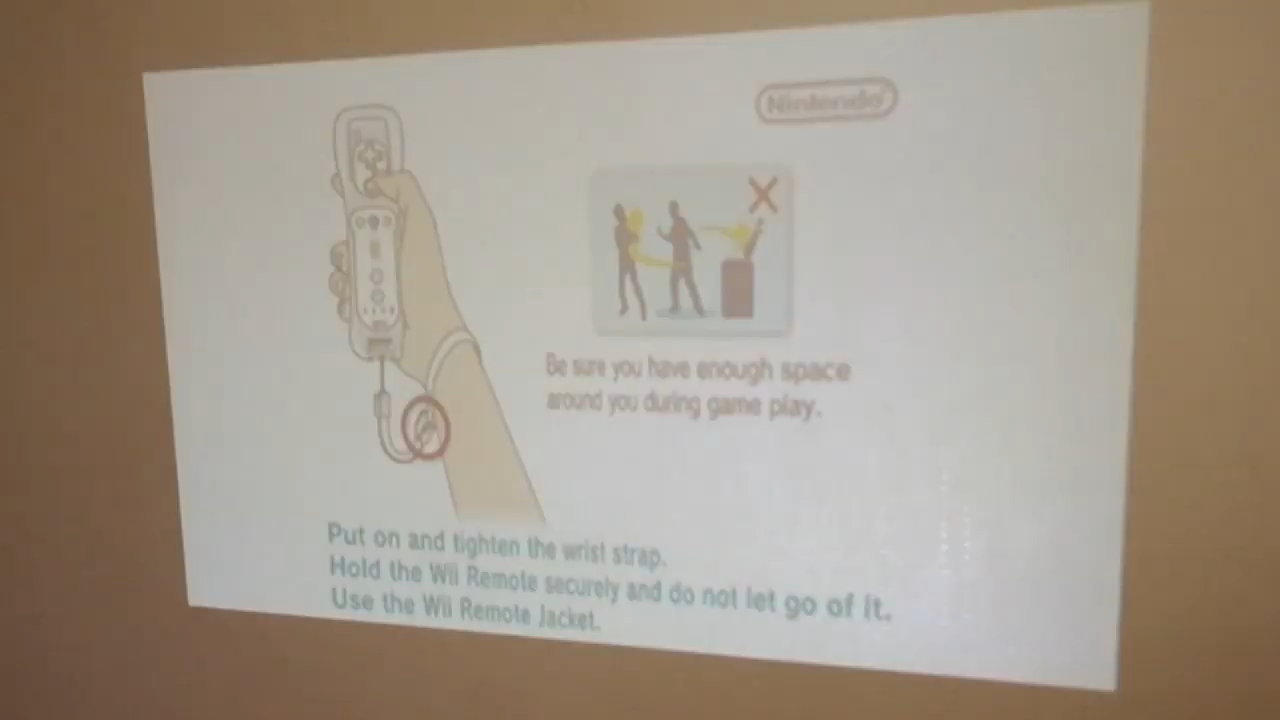 Nintendo
Be sure you have enough space
around you during game play.
Put on and tighten the wrist strap.
Hold the Wii Remote securely and do not let go of it.
Use the Wii Remote Jacket.